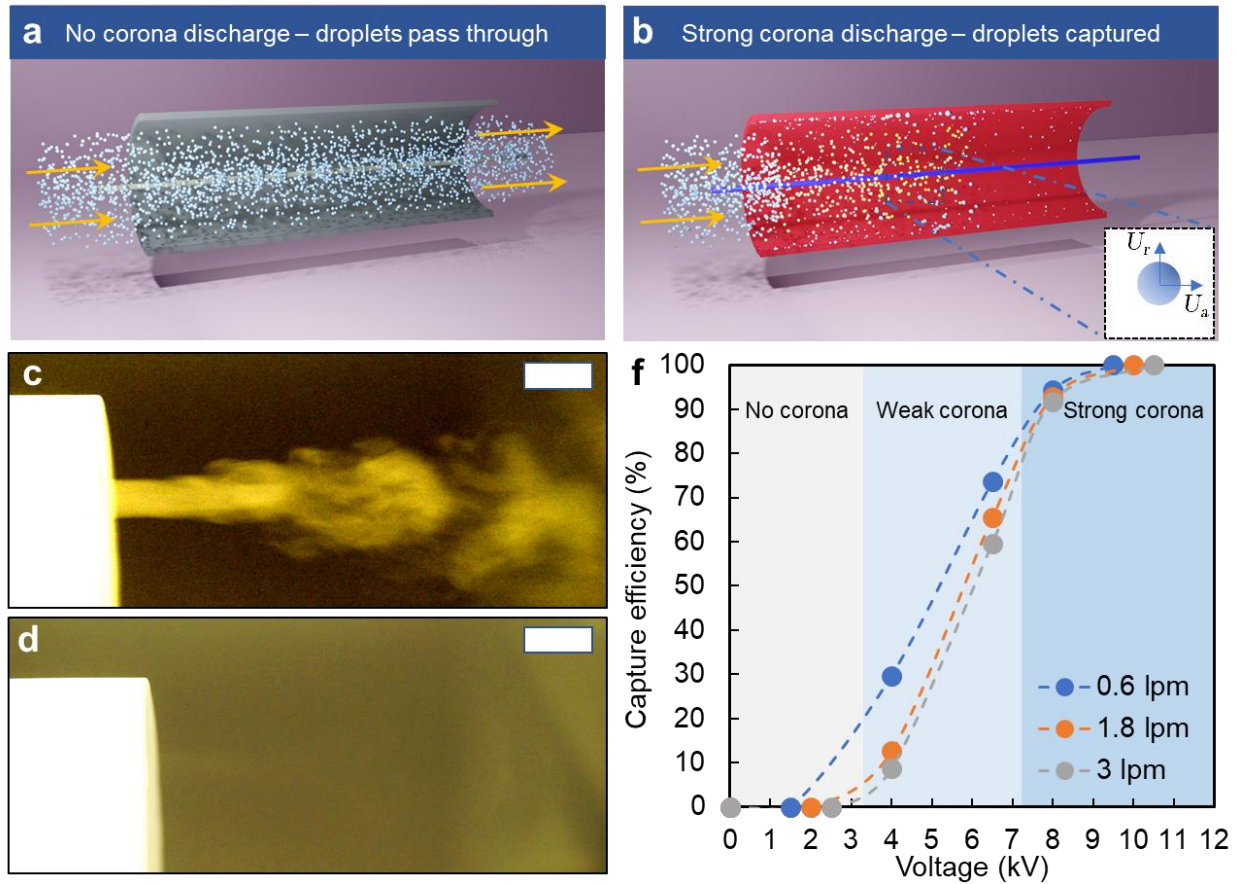 a No corona discharge – droplets pass through
b Strong corona discharge – droplets captured
U_r
U_a
c
d
f
Capture efficiency (%)
100
90
80
70
60
50
40
30
20
10
0
No corona
Weak corona
Strong corona
0.6 lpm
1.8 lpm
3 lpm
0 1 2 3 4 5 6 7 8 9 10 11 12
Voltage (kV)